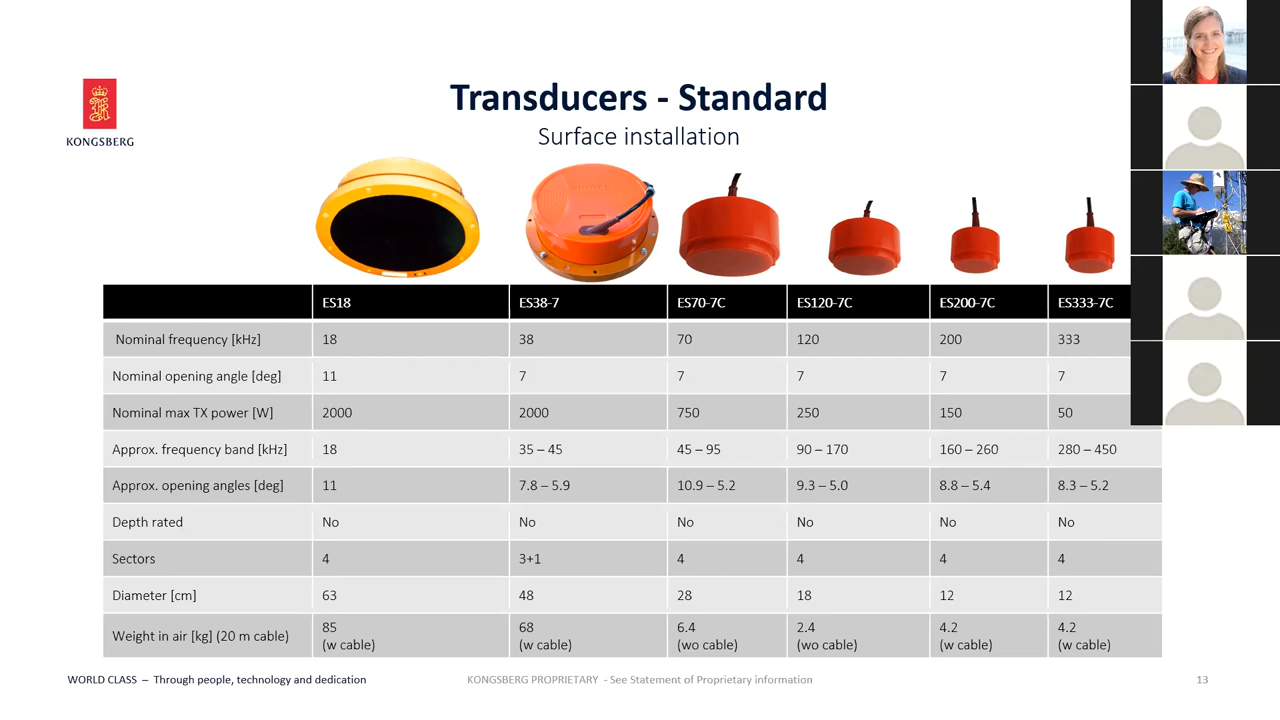 KONGSBERG
Transducers - Standard
Surface installation
ES18 ES38-7 ES70-7C ES120-7C ES200-7C ES333-7C
Nominal frequency [kHz] 18 38 70 120 200 333
Nominal opening angle [deg] 11 7 7 7 7 7
Nominal max TX power [W] 2000 2000 750 250 150 50
Approx. frequency band [kHz] 18 35 – 45 45 – 95 90 – 170 160 – 260 280 – 450
Approx. opening angles [deg] 11 7.8 – 5.9 10.9 – 5.2 9.3 – 5.0 8.8 – 5.4 8.3 – 5.2
Depth rated No No No No No No
Sectors 4 3+1 4 4 4 4
Diameter [cm] 63 48 28 18 12 12
Weight in air [kg] (20 m cable) 85 (w cable) 68 (w cable) 6.4 (wo cable) 2.4 (wo cable) 4.2 (w cable) 4.2 (w cable)
WORLD CLASS – Through people, technology and dedication
KONGSBERG PROPRIETARY - See Statement of Proprietary information
13